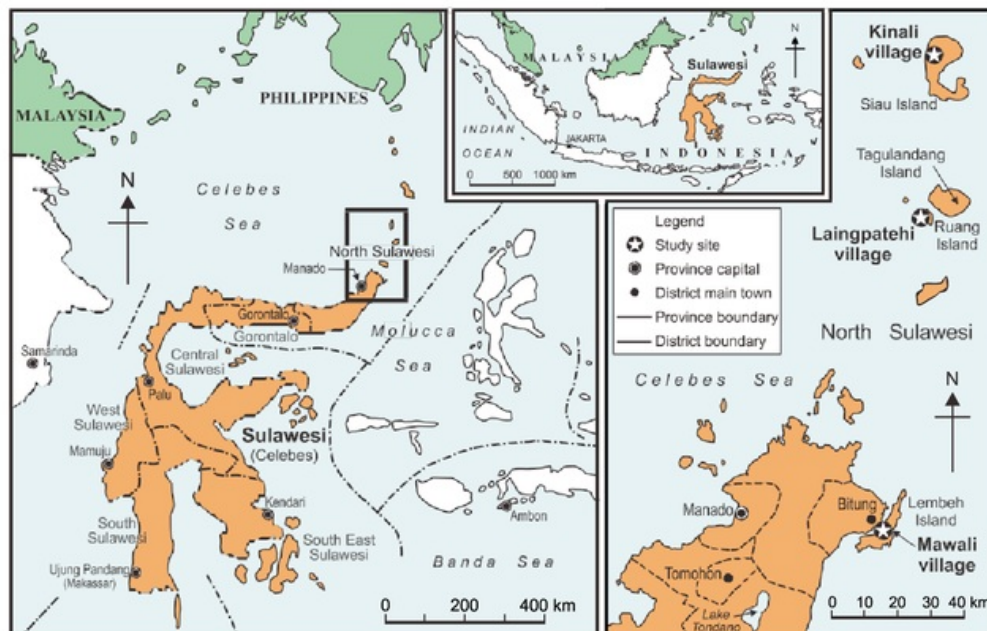 MALAYSIA
PHILIPPINES
N
Celebes
Sea
North Sulawesi
Manado
Gorontalo
Gorontalo
Molucca
Sea
Samarinda
Central
Sulawesi
Palu
West
Sulawesi
Mamuju
Sulawesi
(Celebes)
Kendari
South
Sulawesi
South East
Sulawesi
Ujung Pandang
(Makassar)
Ambon
Banda Sea
0 200 400 km
MALAYSIA
Sulawesi
N
INDIAN
OCEAN
JAKARTA
INDONESIA
0 500 1000 km
Kinali
village
Siau Island
Tagulandang
Island
Laingpatehi
village
Ruang
Island
Legend
Study site
Province capital
District main town
Province boundary
District boundary
North Sulawesi
Celebes Sea
N
Manado
Bitung
Lembeh
Island
Mawali
village
Tomohon
Lake
Tondano
0 10 20 30 km